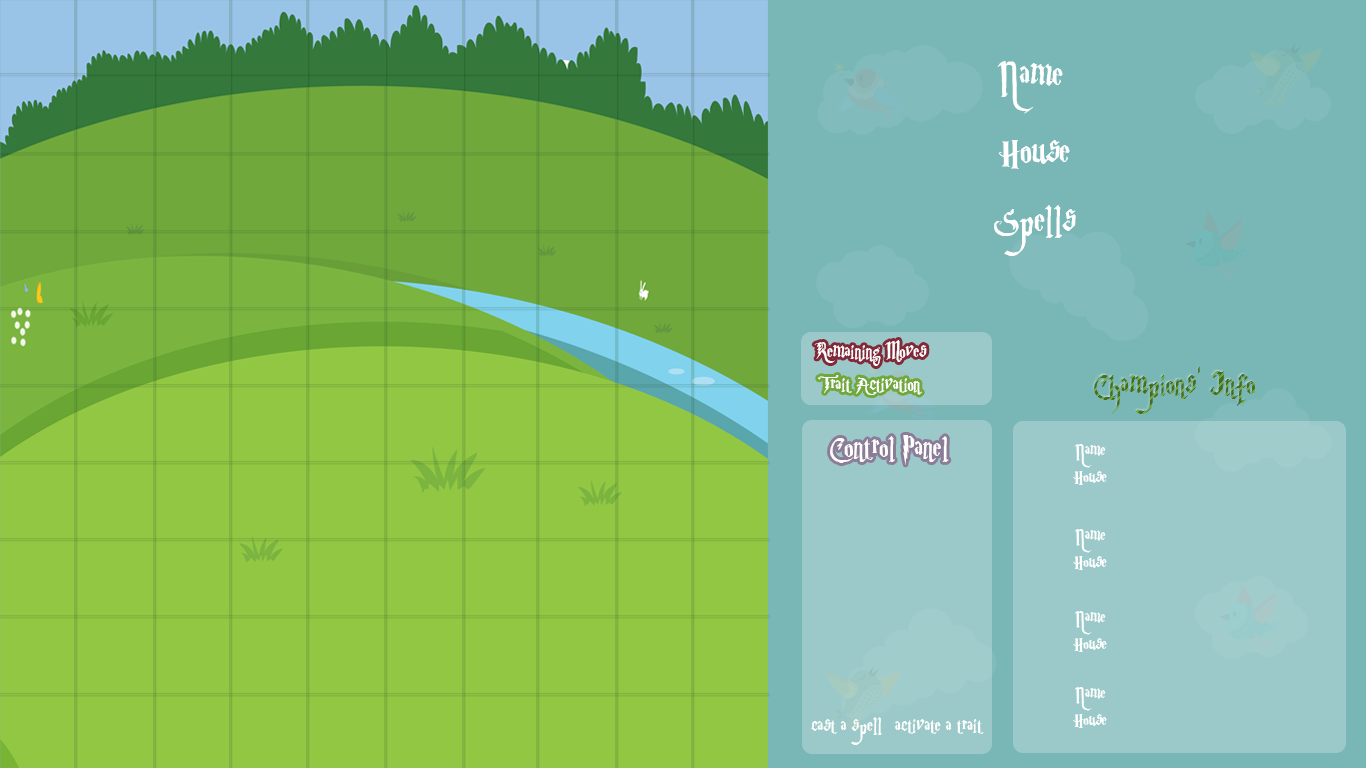 Name
House
Spells
Remaining Moves
Trait Activation
Champions' Info
Control Panel
cast a spell activate a trait
Name
House
Name
House
Name
House
Name
House